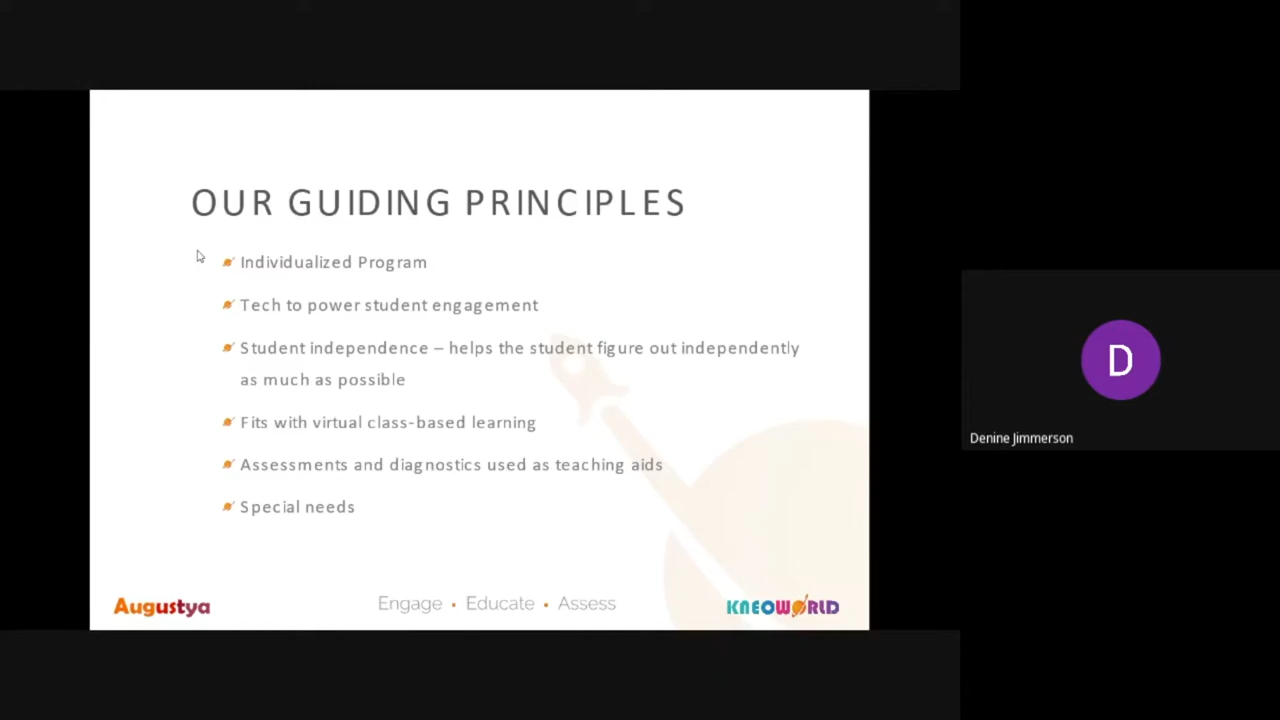 OUR GUIDING PRINCIPLES
Individualized Program
Tech to power student engagement
Student independence – helps the student figure out independently
as much as possible
Fits with virtual class-based learning
Assessments and diagnostics used as teaching aids
Special needs
Augustya
Engage • Educate • Assess
KNEOWORLD
D
Denine Jimmerson